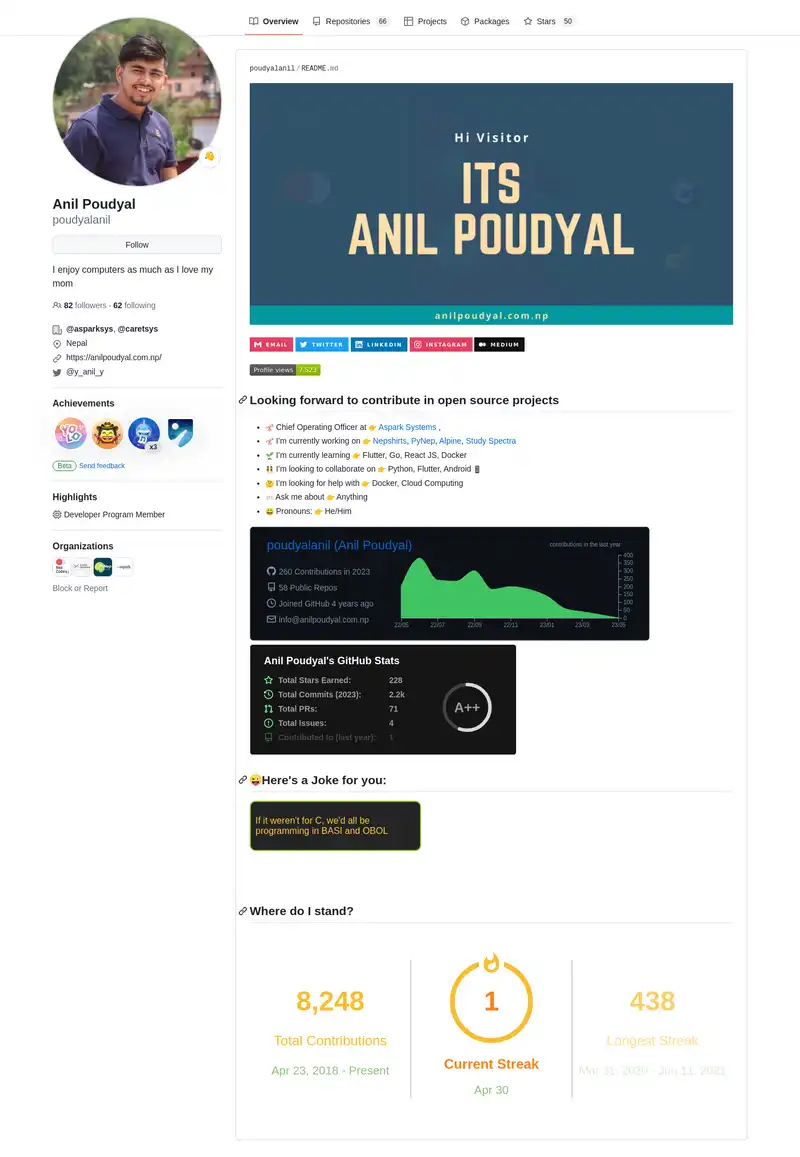 Overview
Repositories 66
Projects
Packages
Stars 50
Anil Poudyal
poudyalanil
Follow
I enjoy computers as much as I love my
mom
82 followers · 62 following
@asparksys, @caretsys
Nepal
https://anilpoudyal.com.np/
@y_anil_y
Achievements
YOLO
x3
Beta Send feedback
Highlights
Developer Program Member
Organizations
Block or Report
poudyalanil/README.md
Hi Visitor
ITS
ANIL POUDYAL
anilpoudyal.com.np
EMAIL
TWITTER
LINKEDIN
INSTAGRAM
MEDIUM
Profile views 7,523
Looking forward to contribute in open source projects
Chief Operating Officer at 👉 Aspark Systems ,
I'm currently working on 👉 Nepshirts, PyNep, Alpine, Study Spectra
I'm currently learning 👉 Flutter, Go, React JS, Docker
I'm looking to collaborate on 👉 Python, Flutter, Android
I'm looking for help with 👉 Docker, Cloud Computing
Ask me about 👉 Anything
Pronouns: 👉 He/Him
poudyalanil (Anil Poudyal)
contributions in the last year
260 Contributions in 2023
58 Public Repos
Joined GitHub 4 years ago
info@anilpoudyal.com.np
400
350
300
250
200
150
100
50
0
22/05 22/07 22/09 22/11 23/01 23/03 23/05
Anil Poudyal's GitHub Stats
Total Stars Earned: 228
Total Commits (2023): 2.2k
Total PRs: 71
Total Issues: 4
Contributed to (last year): 1
A++
😜Here's a Joke for you:
If it weren't for C, we'd all be
programming in BASI and OBOL
Where do I stand?
8,248
Total Contributions
Apr 23, 2018 - Present
1
Current Streak
Apr 30
438
Longest Streak
Mar 31, 2020 - Jun 11, 2021